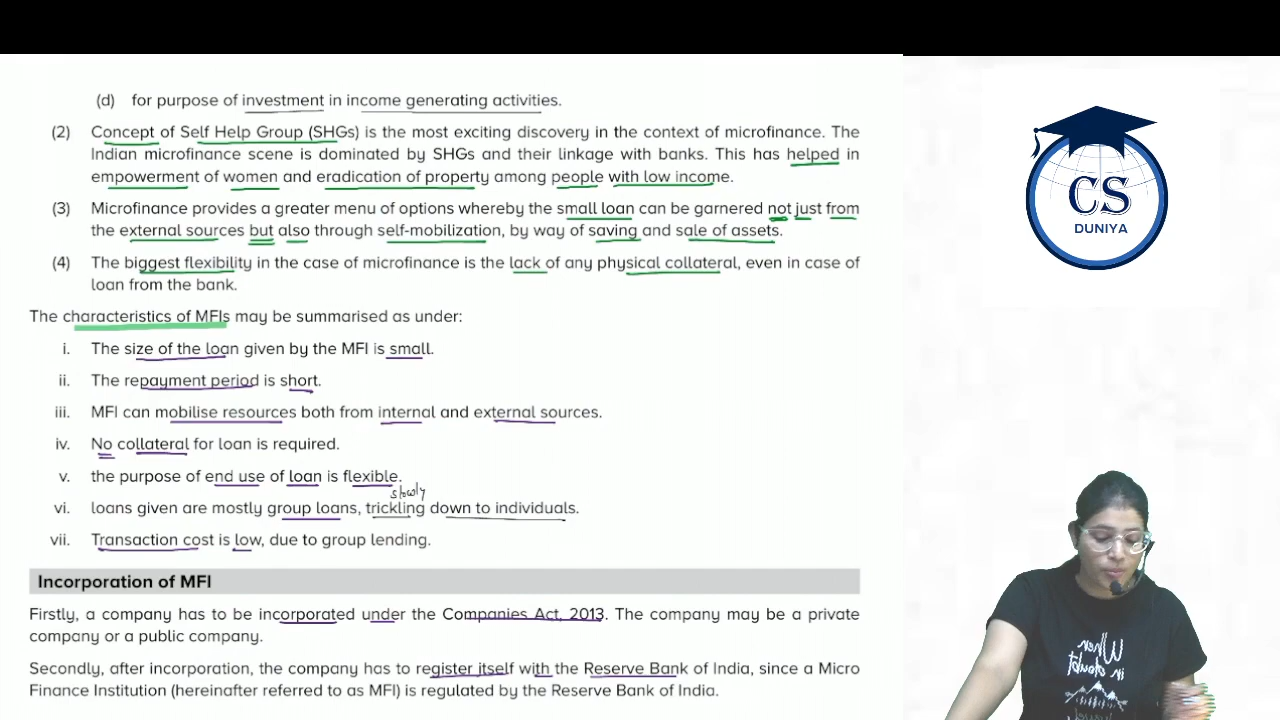 (d) for purpose of investment in income generating activities.
(2) Concept of Self Help Group (SHGs) is the most exciting discovery in the context of microfinance. The
Indian microfinance scene is dominated by SHGs and their linkage with banks. This has helped in
empowerment of women and eradication of property among people with low income.
(3) Microfinance provides a greater menu of options whereby the small loan can be garnered not just from
the external sources but also through self-mobilization, by way of saving and sale of assets.
(4) The biggest flexibility in the case of microfinance is the lack of any physical collateral, even in case of
loan from the bank.
The characteristics of MFIs may be summarised as under:
i. The size of the loan given by the MFI is small.
ii. The repayment period is short.
iii. MFI can mobilise resources both from internal and external sources.
iv. No collateral for loan is required.
v. the purpose of end use of loan is flexible.
slowly
vi. loans given are mostly group loans, trickling down to individuals.
vii. Transaction cost is low, due to group lending.
Incorporation of MFI
Firstly, a company has to be incorporated under the Companies Act, 2013. The company may be a private
company or a public company.
Secondly, after incorporation, the company has to register itself with the Reserve Bank of India, since a Micro
Finance Institution (hereinafter referred to as MFI) is regulated by the Reserve Bank of India.
CS
DUNIYA
When
in doubt